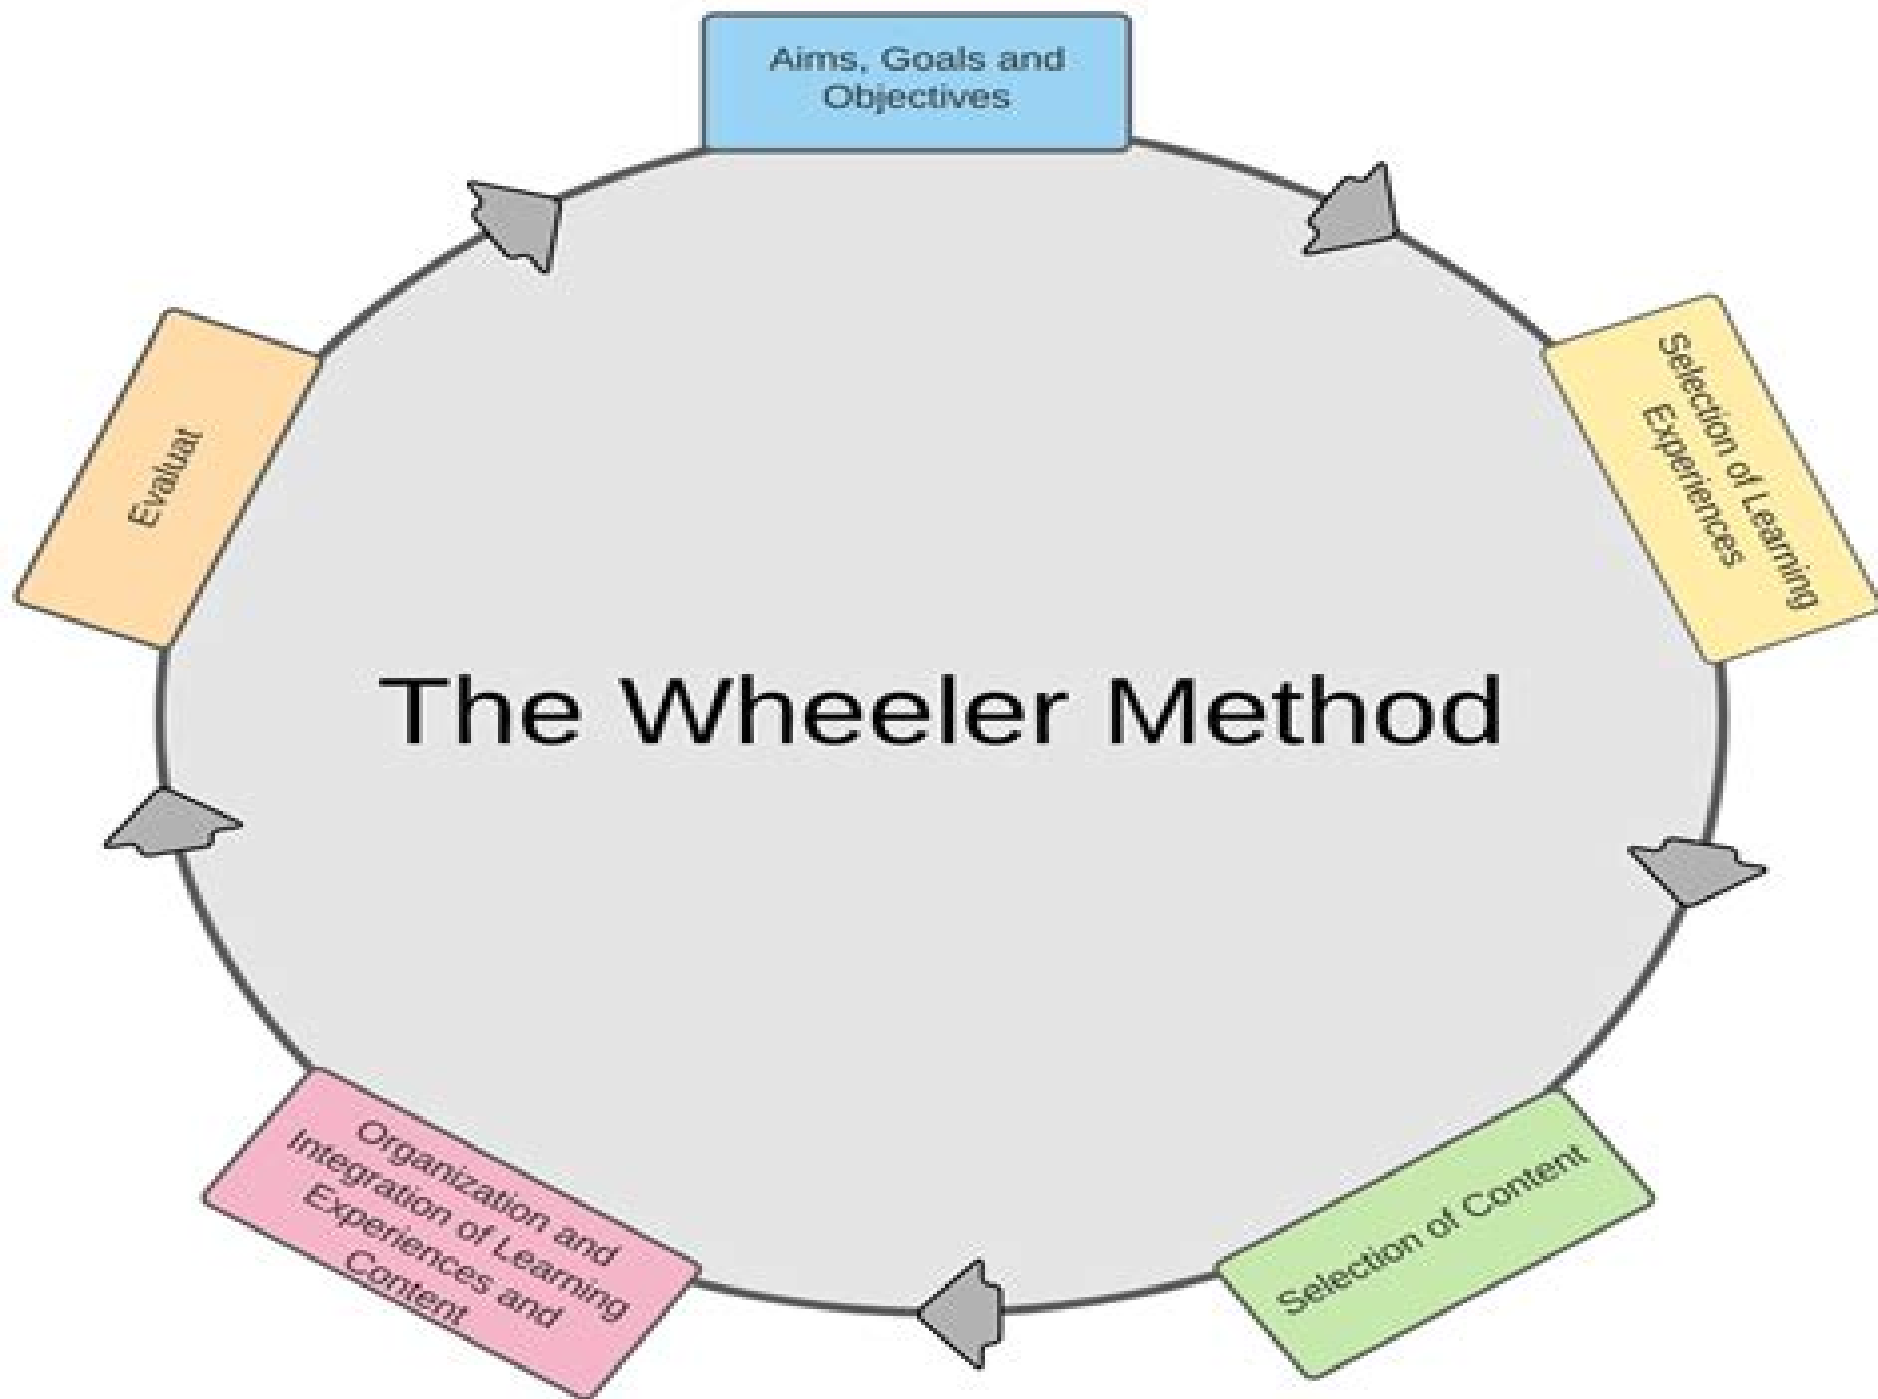 Aims, Goals and
Objectives
Selection of Learning
Experiences
The Wheeler Method
Evaluat
Selection of Content
Organization and
Integration of Learning
Experiences and
Content